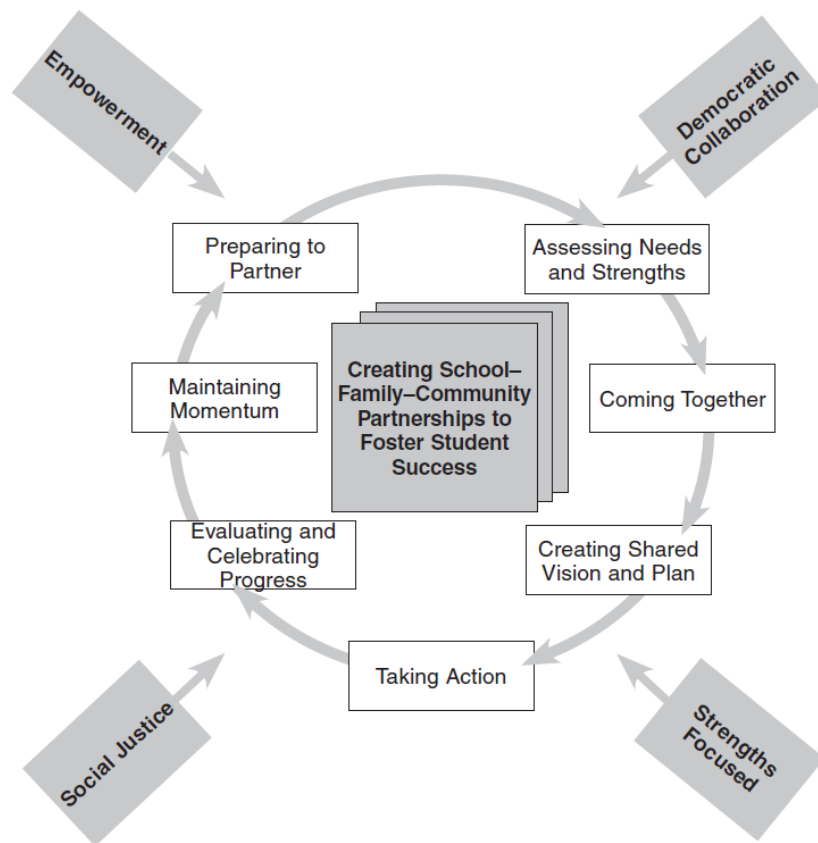 Empowerment
Democratic
Collaboration
Preparing to
Partner
Assessing Needs
and Strengths
Creating School–
Family–Community
Partnerships to
Foster Student
Success
Maintaining
Momentum
Coming Together
Evaluating and
Celebrating
Progress
Creating Shared
Vision and Plan
Taking Action
Social Justice
Strengths
Focused